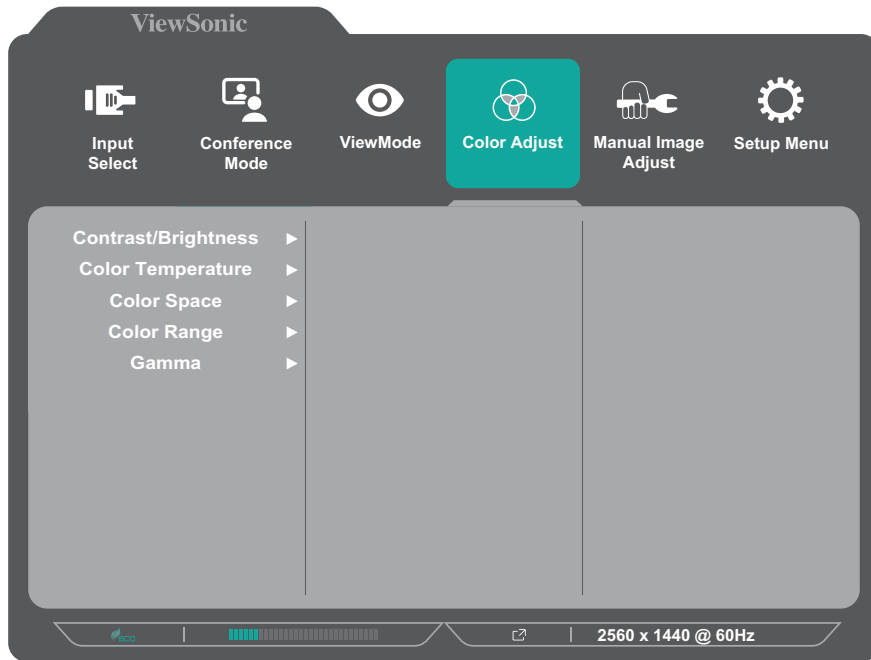 ViewSonic
Input
Select
Conference
Mode
ViewMode
Color Adjust
Manual Image
Adjust
Setup Menu
Contrast/Brightness
Color Temperature
Color Space
Color Range
Gamma
eco
2560 x 1440 @ 60Hz